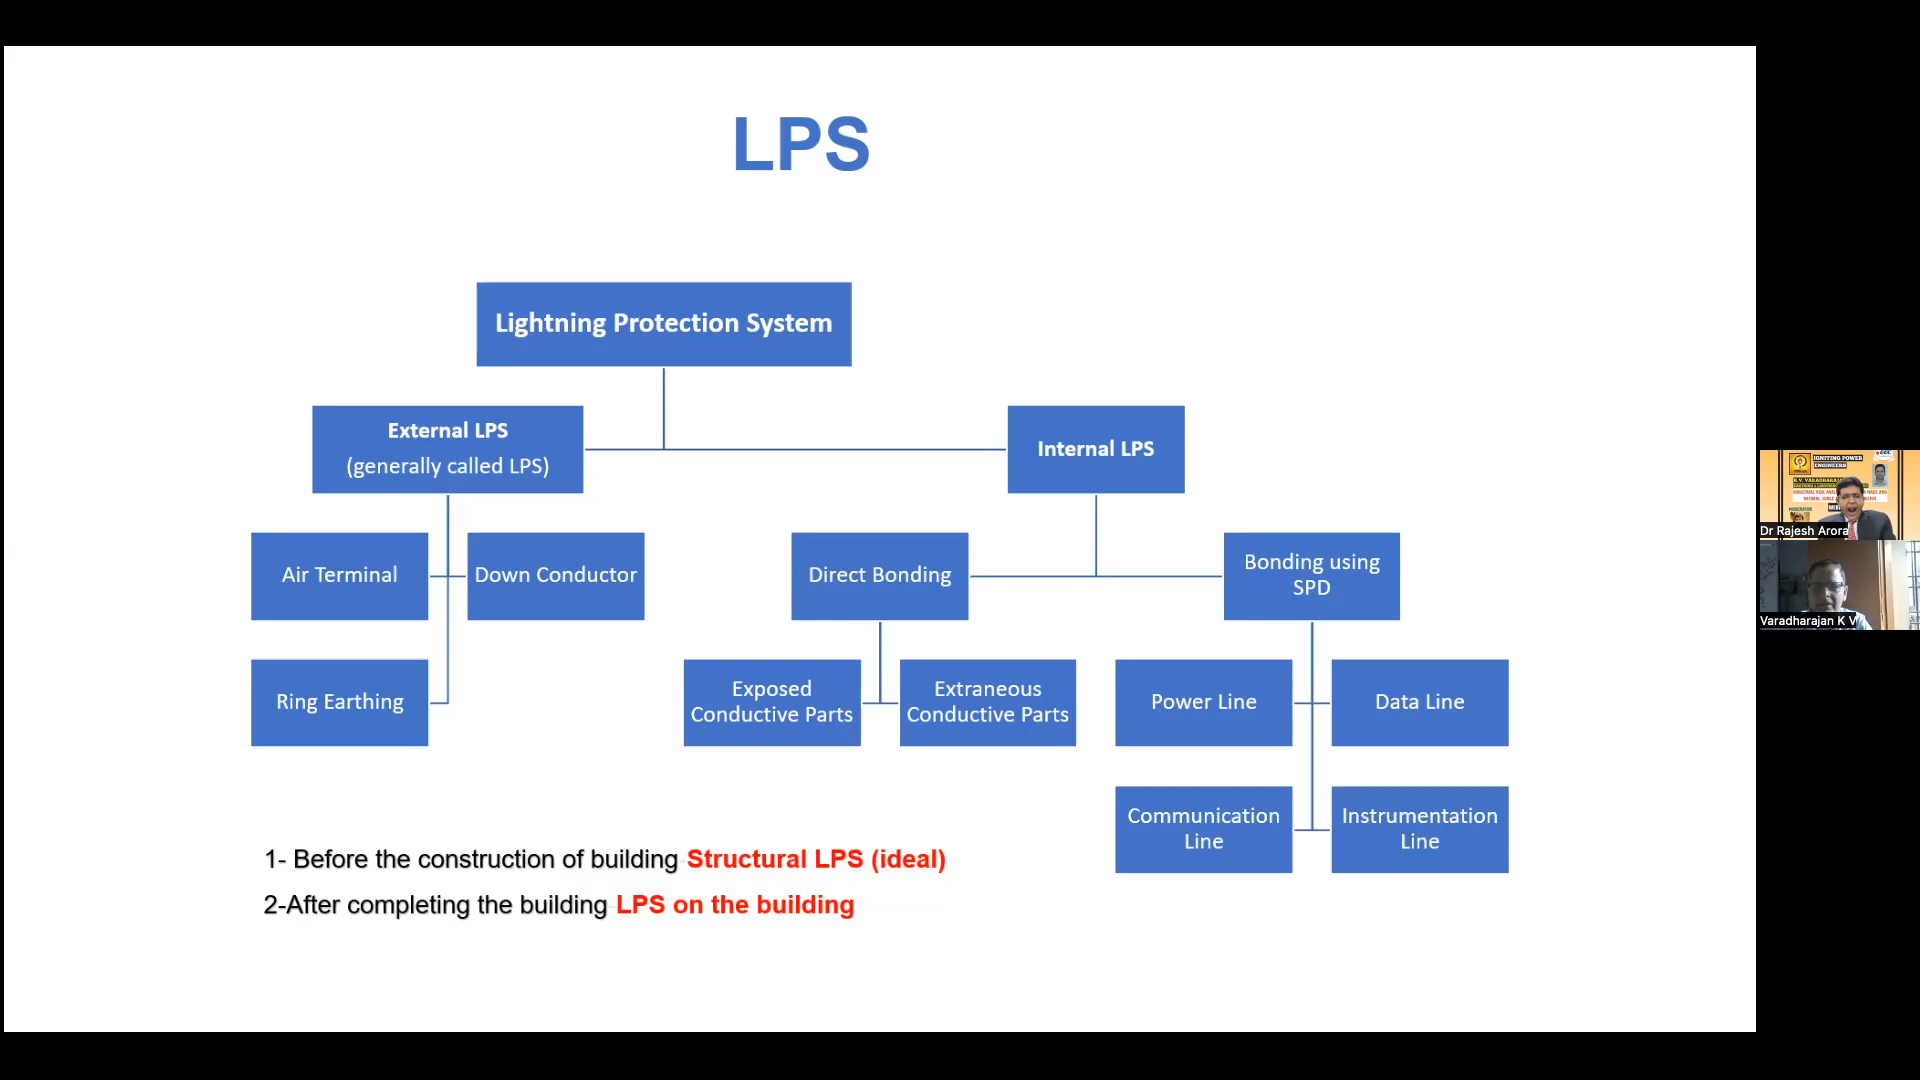 LPS
Lightning Protection System
External LPS
(generally called LPS)
Internal LPS
Air Terminal
Down Conductor
Direct Bonding
Bonding using
SPD
Ring Earthing
Exposed
Conductive Parts
Extraneous
Conductive Parts
Power Line
Data Line
Communication
Line
Instrumentation
Line
1- Before the construction of building Structural LPS (ideal)
2-After completing the building LPS on the building
IGNITING POWER
ENGINEERS
Dr Rajesh Arora
Varadharajan K V